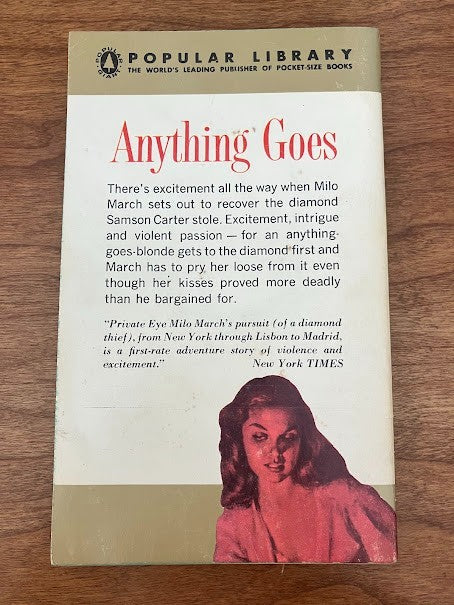 POPULAR GIANT
POPULAR LIBRARY
THE WORLD'S LEADING PUBLISHER OF POCKET-SIZE BOOKS
Anything Goes
There's excitement all the way when Milo
March sets out to recover the diamond
Samson Carter stole. Excitement, intrigue
and violent passion — for an anything-
goes-blonde gets to the diamond first and
March has to pry her loose from it even
though her kisses proved more deadly
than he bargained for.
"Private Eye Milo March's pursuit (of a diamond
thief), from New York through Lisbon to Madrid,
is a first-rate adventure story of violence and
excitement."    New York TIMES